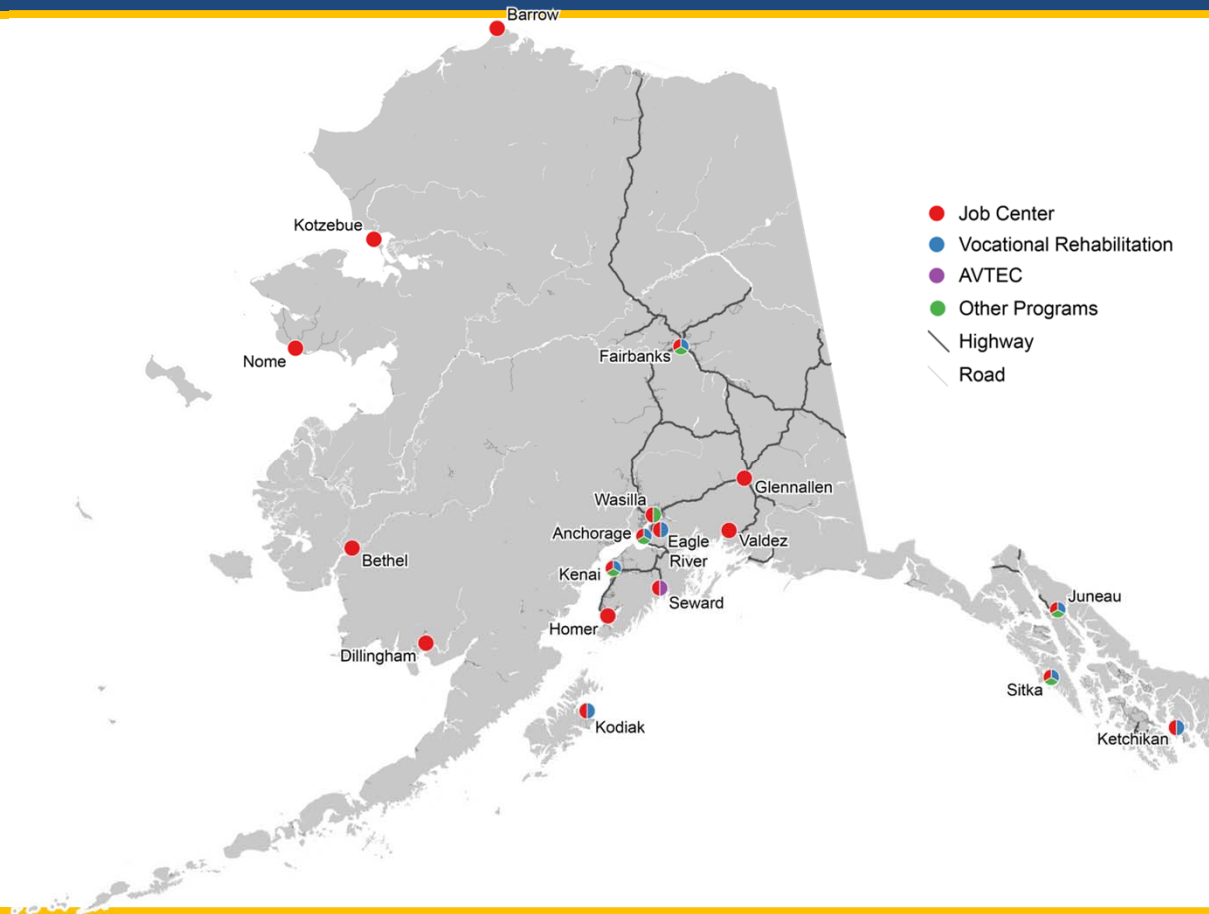 Barrow
Kotzebue
Nome
Fairbanks
Glennallen
Wasilla
Anchorage
Eagle
River
Valdez
Bethel
Kenai
Seward
Homer
Dillingham
Kodiak
Juneau
Sitka
Ketchikan
Job Center
Vocational Rehabilitation
AVTEC
Other Programs
Highway
Road